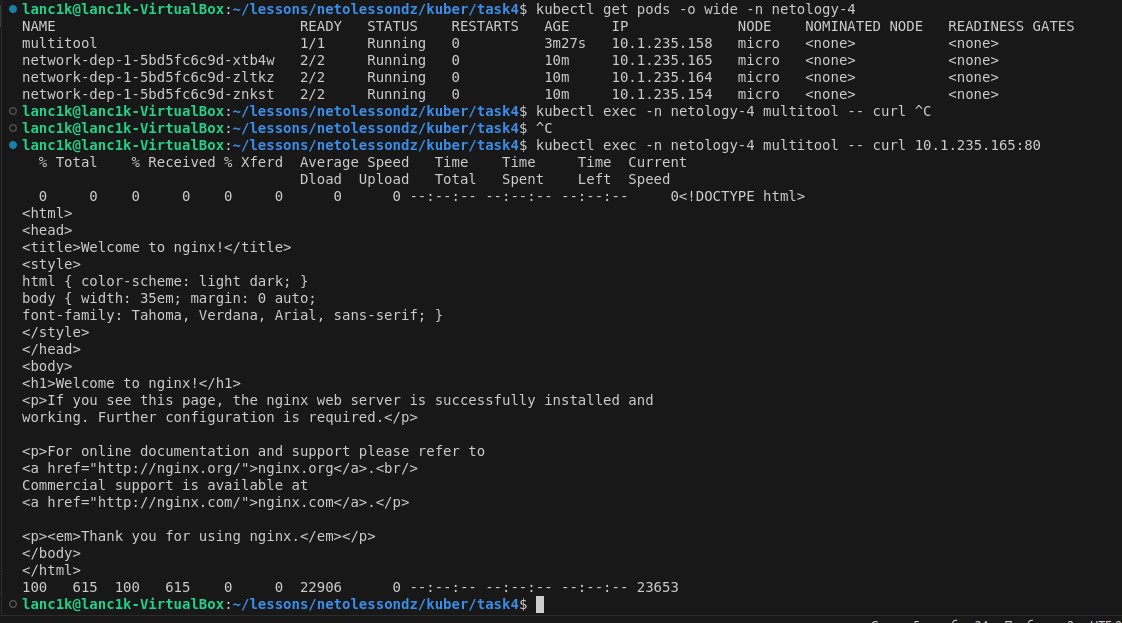 lanc1k@lanc1k-VirtualBox:~/lessons/netolessondz/kuber/task4$ kubectl get pods -o wide -n netology-4
NAME                             READY   STATUS    RESTARTS   AGE     IP             NODE    NOMINATED NODE   READINESS GATES
multitool                        1/1     Running   0          3m27s   10.1.235.158   micro   <none>           <none>
network-dep-1-5bd5fc6c9d-xtb4w   2/2     Running   0          10m     10.1.235.165   micro   <none>           <none>
network-dep-1-5bd5fc6c9d-zltkz   2/2     Running   0          10m     10.1.235.164   micro   <none>           <none>
network-dep-1-5bd5fc6c9d-znkst   2/2     Running   0          10m     10.1.235.154   micro   <none>           <none>
lanc1k@lanc1k-VirtualBox:~/lessons/netolessondz/kuber/task4$ kubectl exec -n netology-4 multitool -- curl ^C
lanc1k@lanc1k-VirtualBox:~/lessons/netolessondz/kuber/task4$ ^C
lanc1k@lanc1k-VirtualBox:~/lessons/netolessondz/kuber/task4$ kubectl exec -n netology-4 multitool -- curl 10.1.235.165:80
  % Total    % Received % Xferd  Average Speed   Time    Time     Time  Current
                                 Dload  Upload   Total   Spent    Left  Speed
  0     0    0     0    0     0      0      0 --:--:-- --:--:-- --:--:--     0<!DOCTYPE html>
<html>
<head>
<title>Welcome to nginx!</title>
<style>
html { color-scheme: light dark; }
body { width: 35em; margin: 0 auto;
font-family: Tahoma, Verdana, Arial, sans-serif; }
</style>
</head>
<body>
<h1>Welcome to nginx!</h1>
<p>If you see this page, the nginx web server is successfully installed and
working. Further configuration is required.</p>

<p>For online documentation and support please refer to
<a href="http://nginx.org/">nginx.org</a>.<br/>
Commercial support is available at
<a href="http://nginx.com/">nginx.com</a>.</p>

<p><em>Thank you for using nginx.</em></p>
</body>
</html>
100   615  100   615    0     0  22906      0 --:--:-- --:--:-- --:--:-- 23653
lanc1k@lanc1k-VirtualBox:~/lessons/netolessondz/kuber/task4$